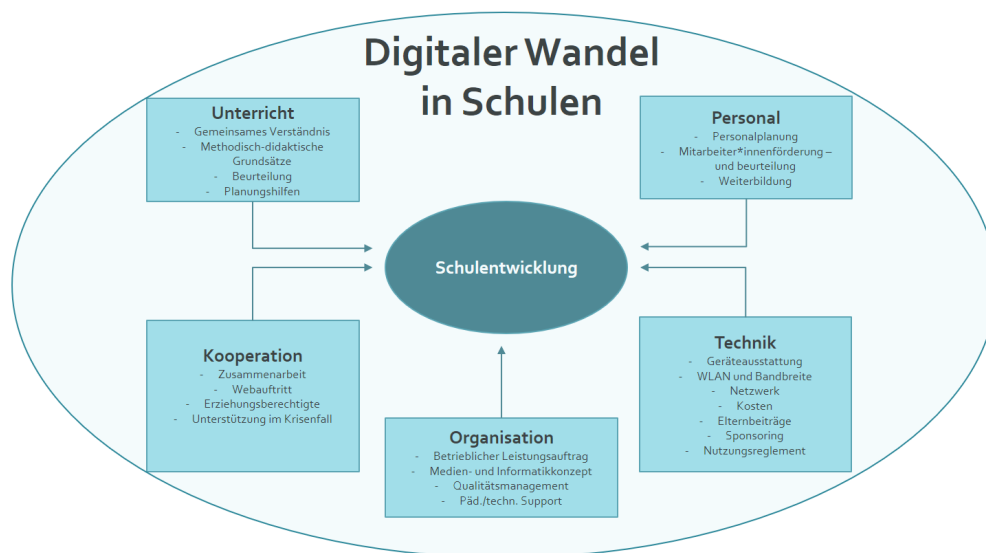 Digitaler Wandel
in Schulen
Unterricht
- Gemeinsames Verständnis
- Methodisch-didaktische
Grundsätze
- Beurteilung
- Planungshilfen
Personal
- Personalplanung
- Mitarbeiter*innenförderung –
und beurteilung
- Weiterbildung
Schulentwicklung
Kooperation
- Zusammenarbeit
- Webauftritt
- Erziehungsberechtigte
- Unterstützung im Krisenfall
Organisation
- Betrieblicher Leistungsauftrag
- Medien- und Informatikkonzept
- Qualitätsmanagement
- Päd./techn. Support
Technik
- Geräteausstattung
- WLAN und Bandbreite
- Netzwerk
- Kosten
- Elternbeiträge
- Sponsoring
- Nutzungsreglement